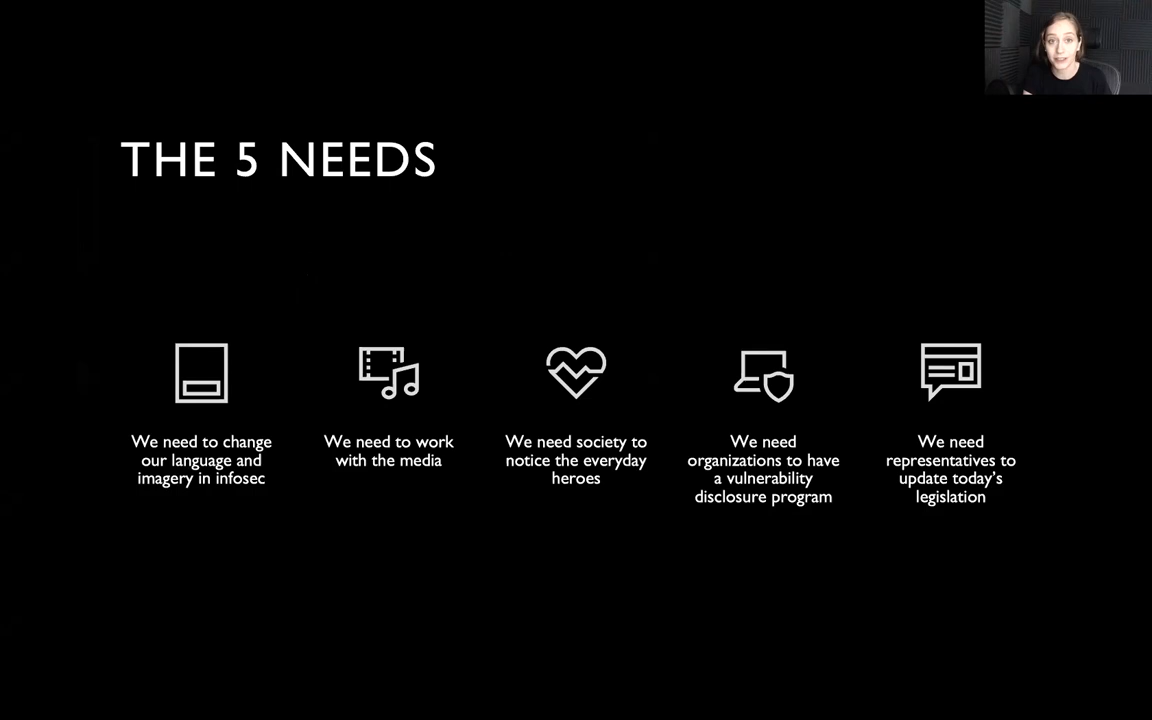 THE 5 NEEDS
We need to change
our language and
imagery in infosec
We need to work
with the media
We need society to
notice the everyday
heroes
We need
organizations to have
a vulnerability
disclosure program
We need
representatives to
update today's
legislation